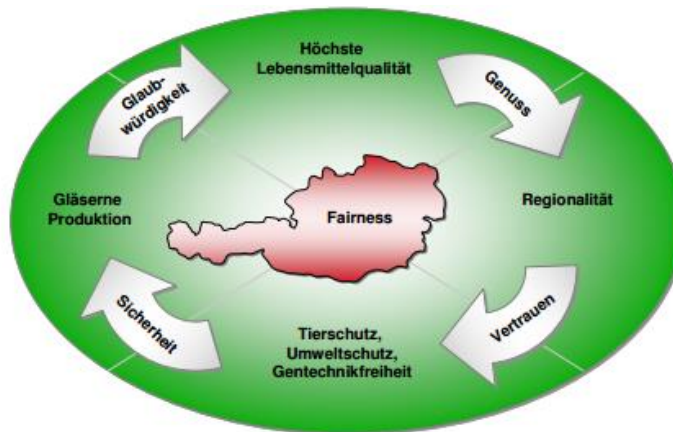 Höchste
Lebensmittelqualität
Glaub-
würdigkeit
Genuss
Gläserne
Produktion
Fairness
Regionalität
Sicherheit
Vertrauen
Tierschutz,
Umweltschutz,
Gentechnikfreiheit